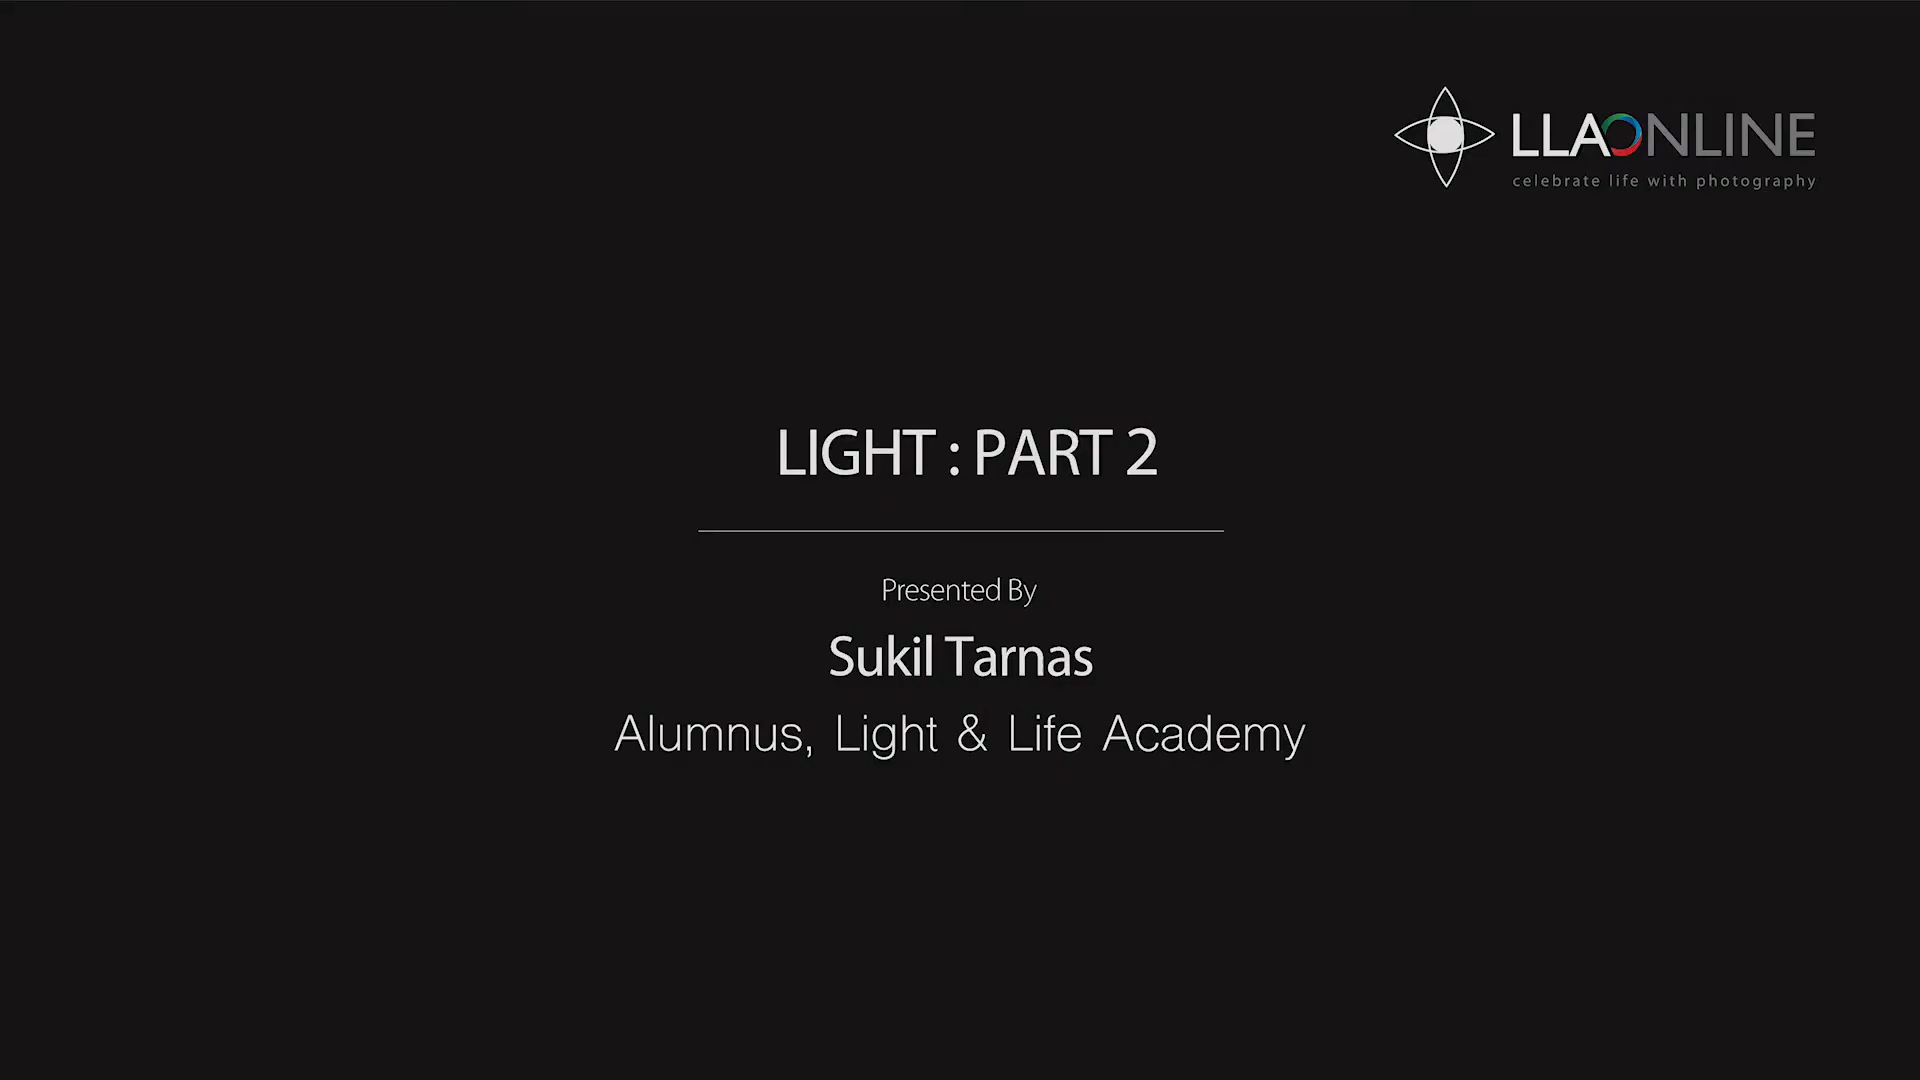 LLAONLINE
celebrate life with photography
LIGHT : PART 2
Presented By
Sukil Tarnas
Alumnus, Light & Life Academy